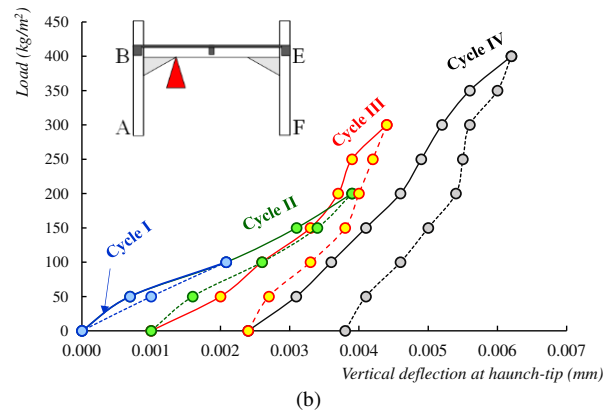 Load (kg/m²)
450
400
350
300
250
200
150
100
50
0
B
E
A
F
Cycle I
Cycle II
Cycle III
Cycle IV
0.000 0.001 0.002 0.003 0.004 0.005 0.006 0.007
Vertical deflection at haunch-tip (mm)
(b)